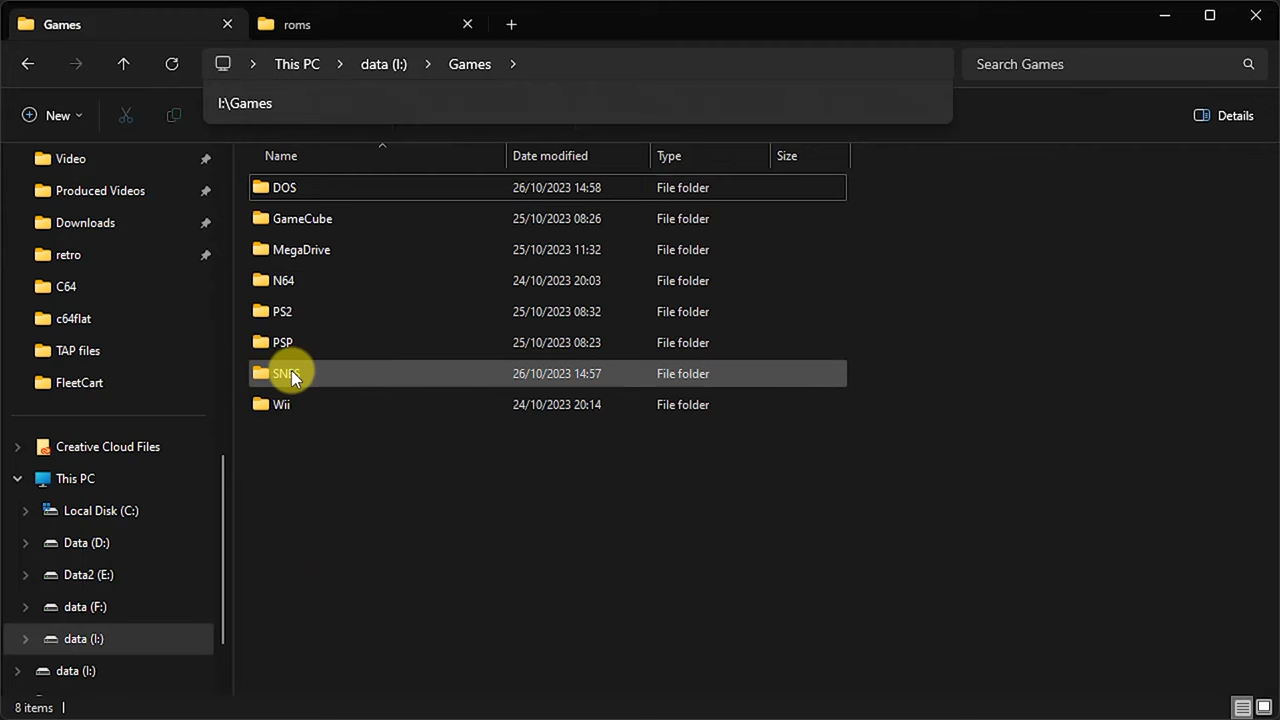 Games
roms
This PC
data (I:)
Games
Search Games
I:\Games
New
Details
Name
Date modified
Type
Size
Video
Produced Videos
Downloads
retro
C64
c64flat
TAP files
FleetCart
Creative Cloud Files
This PC
Local Disk (C:)
Data (D:)
Data2 (E:)
data (F:)
data (I:)
data (I:)
DOS 26/10/2023 14:58 File folder
GameCube 25/10/2023 08:26 File folder
MegaDrive 25/10/2023 11:32 File folder
N64 24/10/2023 20:03 File folder
PS2 25/10/2023 08:32 File folder
PSP 25/10/2023 08:23 File folder
SNES 26/10/2023 14:57 File folder
Wii 24/10/2023 20:14 File folder
8 items